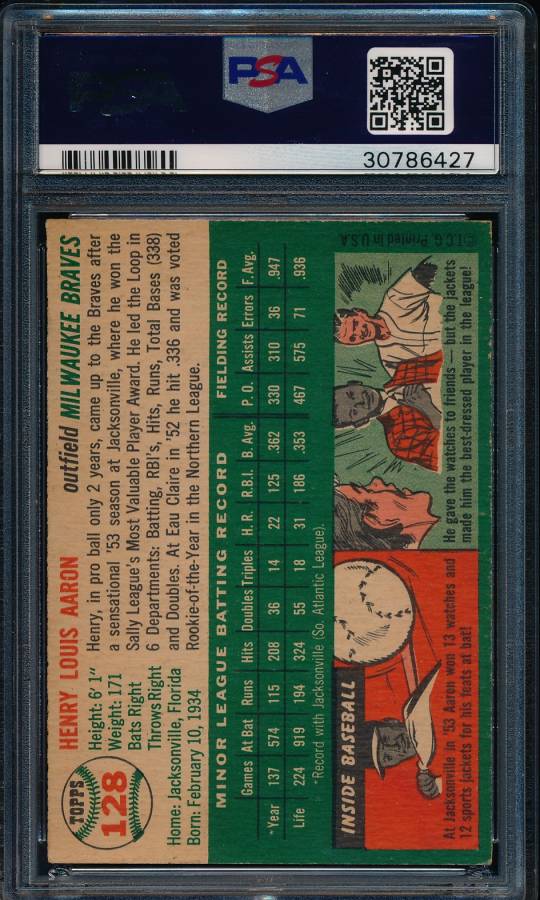 PSA
30786427
TOPPS
128
HENRY LOUIS AARON
outfield MILWAUKEE BRAVES
Height: 6' 1"
Weight: 171
Bats Right
Throws Right
Home: Jacksonville, Florida
Born: February 10, 1934
Henry, in pro ball only 2 years, came up to the Braves after
a sensational '53 season at Jacksonville, where he won the
Sally League's Most Valuable Player Award. He led the Loop in
6 Departments: Batting, RBI's, Hits, Runs, Total Bases (338)
and Doubles. At Eau Claire in '52 he hit .336 and was voted
Rookie-of-the-Year in the Northern League.
MINOR LEAGUE BATTING RECORD FIELDING RECORD
Games At Bat Runs Hits Doubles Triples H.R. R.B.I. B. Avg. P. O. Assists Errors F. Avg.
*Year 137 574 115 208 36 14 22 125 .362 330 310 36 .947
Life 224 919 194 324 55 18 31 186 .353 467 575 71 .936
*Record with Jacksonville (So. Atlantic League).
INSIDE BASEBALL
©T.C.G. Printed in U.S.A.
At Jacksonville in '53 Aaron won 13 watches and
12 sports jackets for his feats at bat!
He gave the watches to friends — but the jackets
made him the best-dressed player in the league!